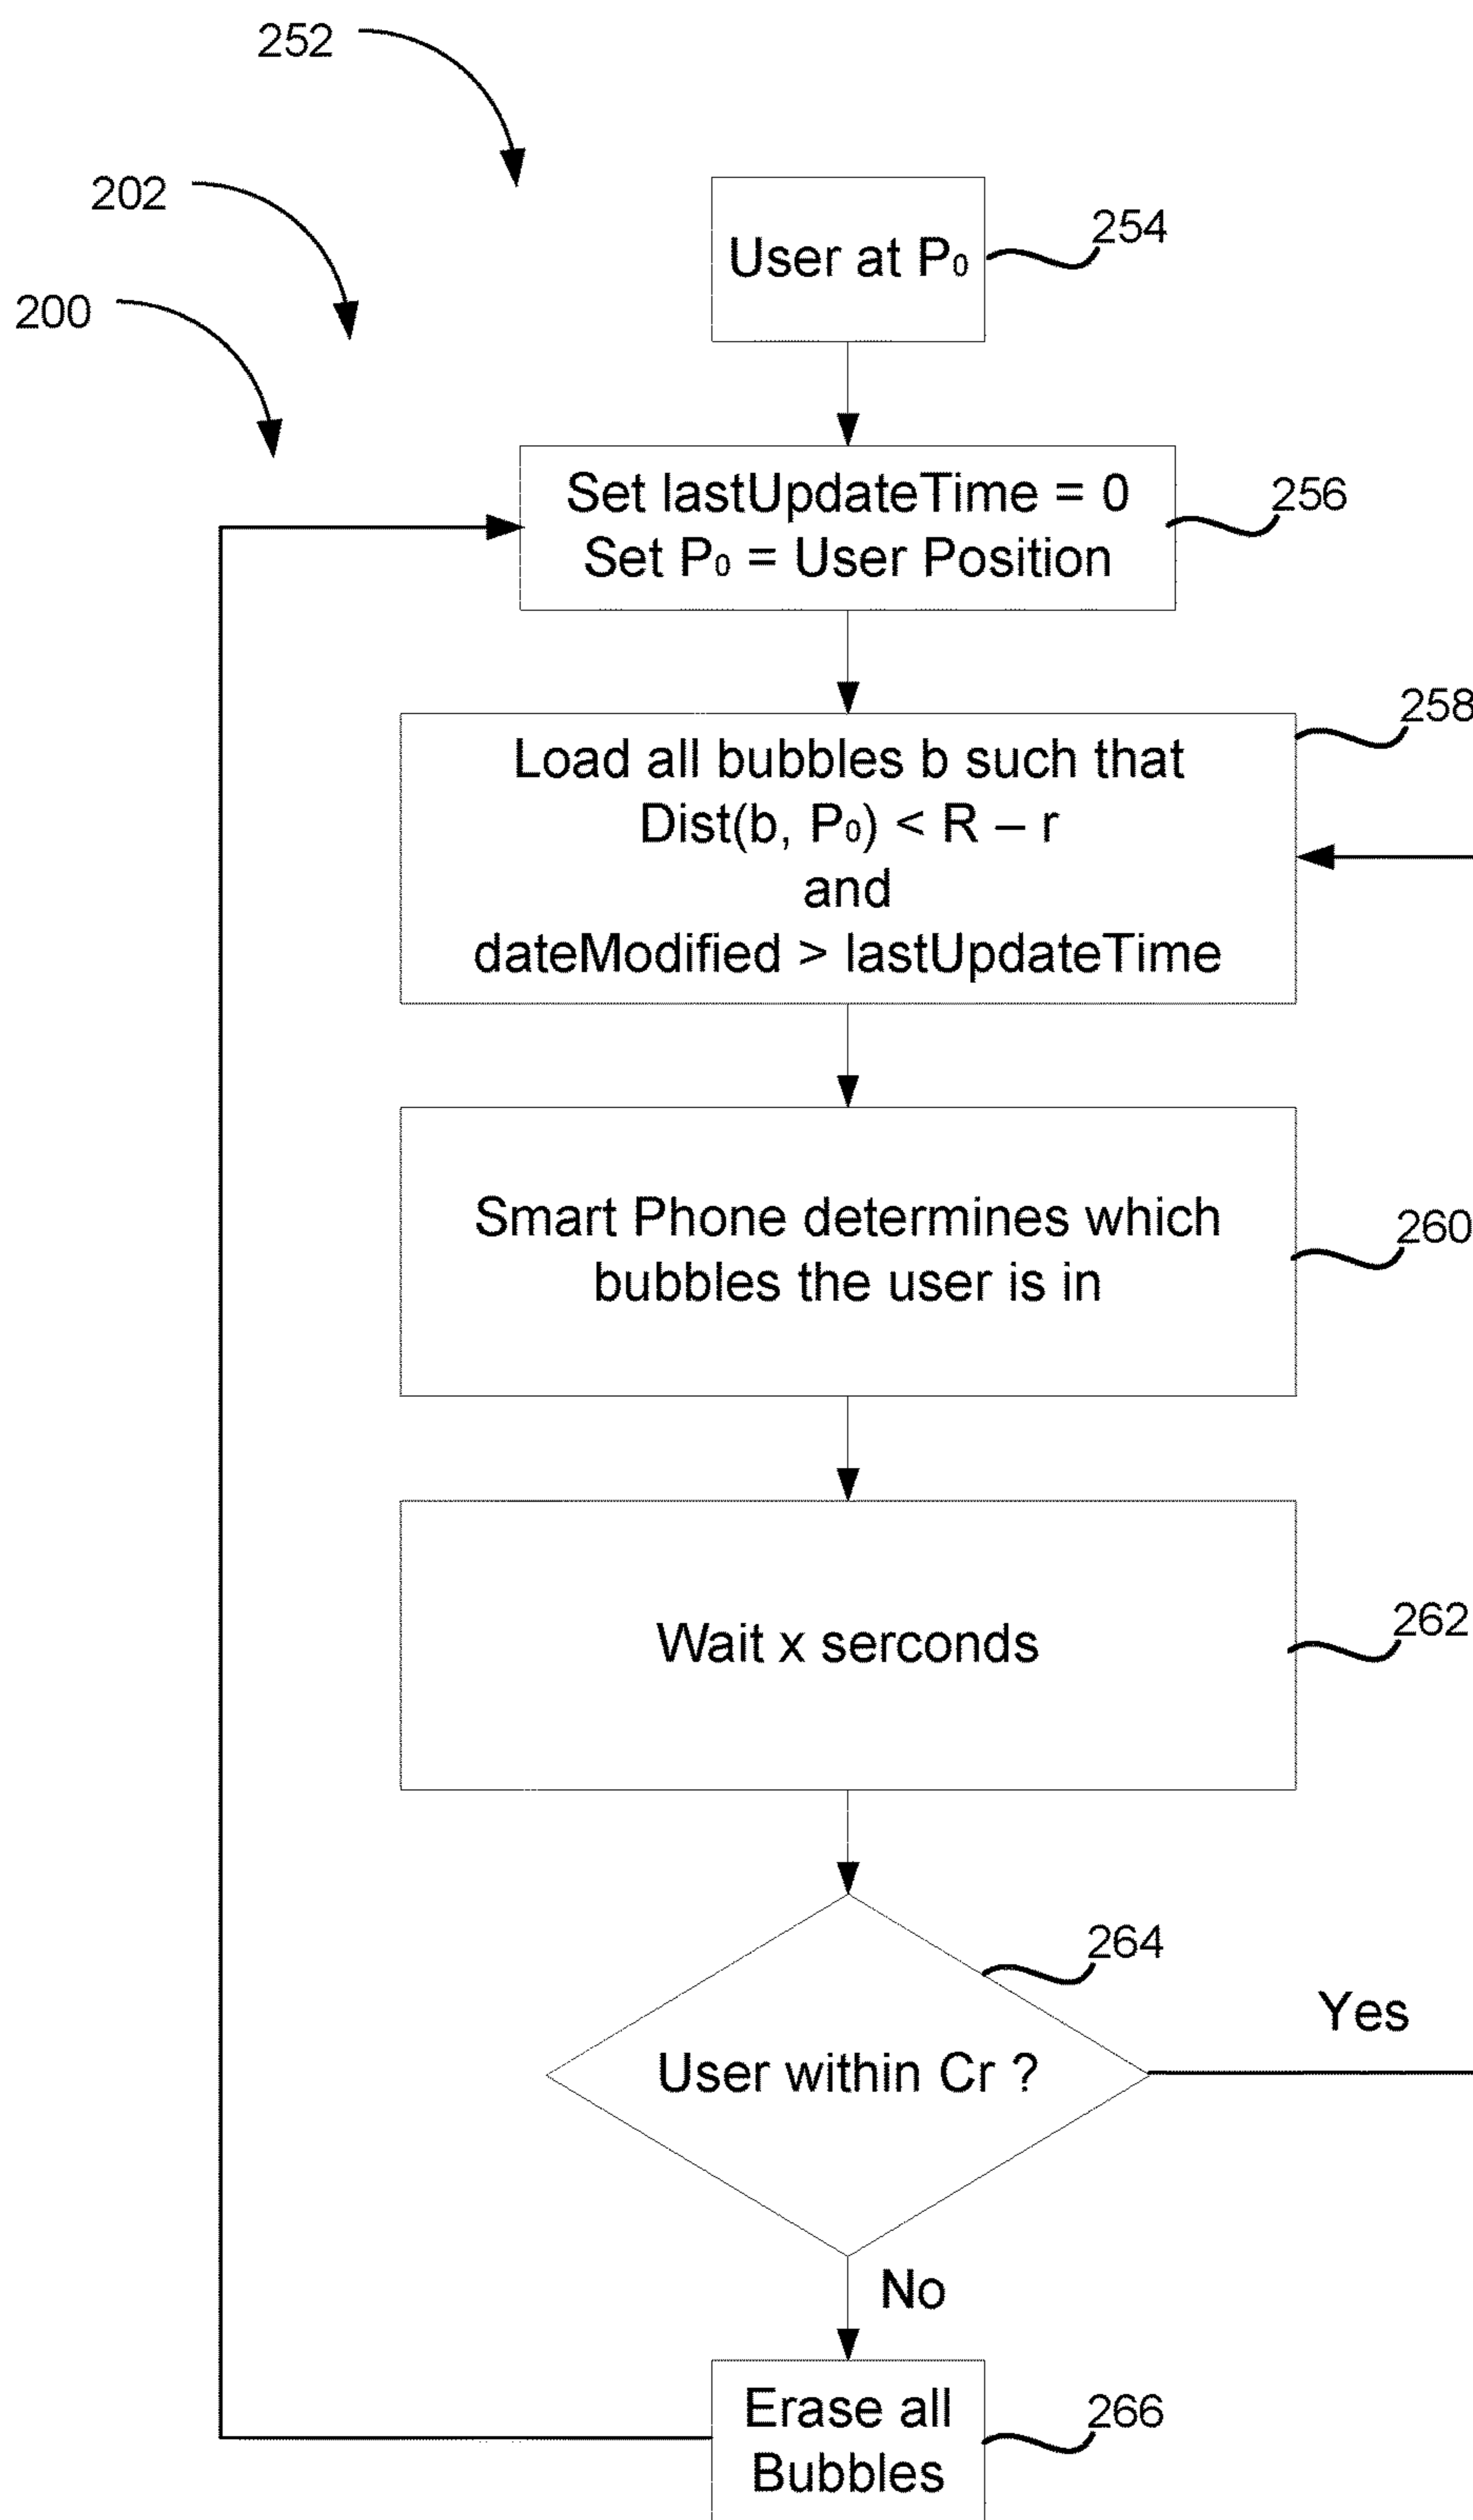 252
202
200
User at P₀
254
Set lastUpdateTime = 0
Set P₀ = User Position
256
258
Load all bubbles b such that
Dist(b, P₀) < R – r
and
dateModified > lastUpdateTime
Smart Phone determines which
bubbles the user is in
260
Wait x serconds
262
264
User within Cr ?
Yes
No
Erase all
Bubbles
266